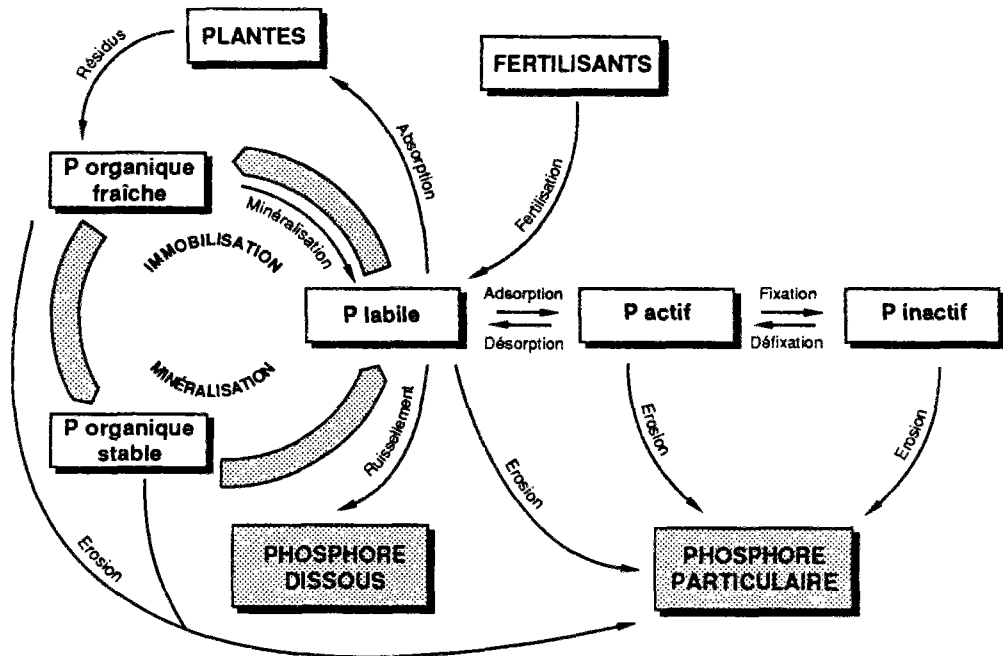 PLANTES
FERTILISANTS
Résidus
Absorption
Fertilisation
P organique
fraîche
Minéralisation
IMMOBILISATION
P labile
Adsorption
Désorption
P actif
Fixation
Défixation
P inactif
MINÉRALISATION
P organique
stable
Ruissellement
Erosion
Erosion
Erosion
Erosion
PHOSPHORE
DISSOUS
PHOSPHORE
PARTICULAIRE